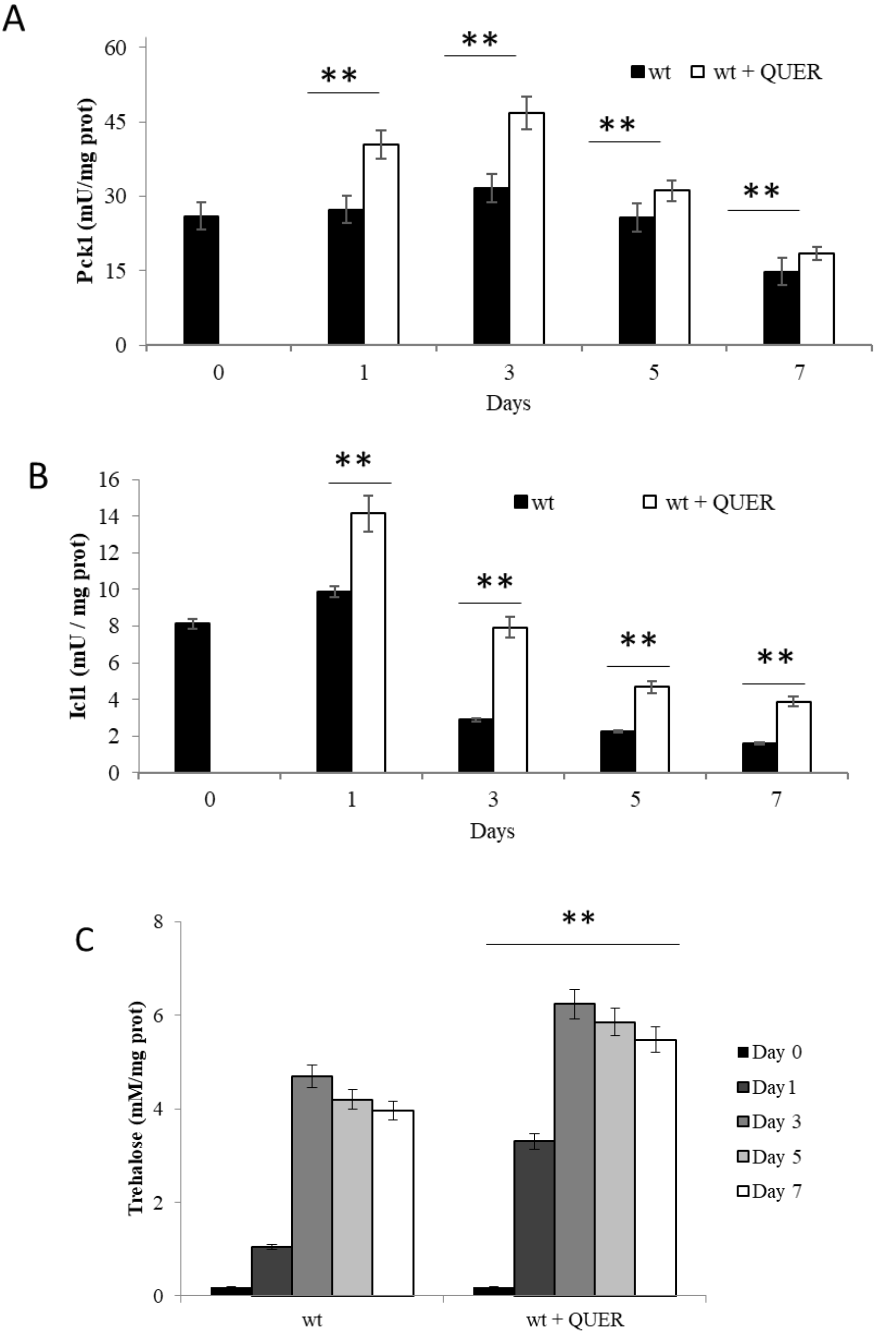 A
60
45
30
15
0
Pck1 (mU/mg prot)
** ** ** **
wt wt + QUER
0 1 3 5 7
Days
B
16
14
12
10
8
6
4
2
0
Icl1 (mU / mg prot)
** ** ** **
wt wt + QUER
0 1 3 5 7
Days
C
8
6
4
2
0
Trehalose (mM/mg prot)
**
Day 0
Day1
Day 3
Day 5
Day 7
wt wt + QUER